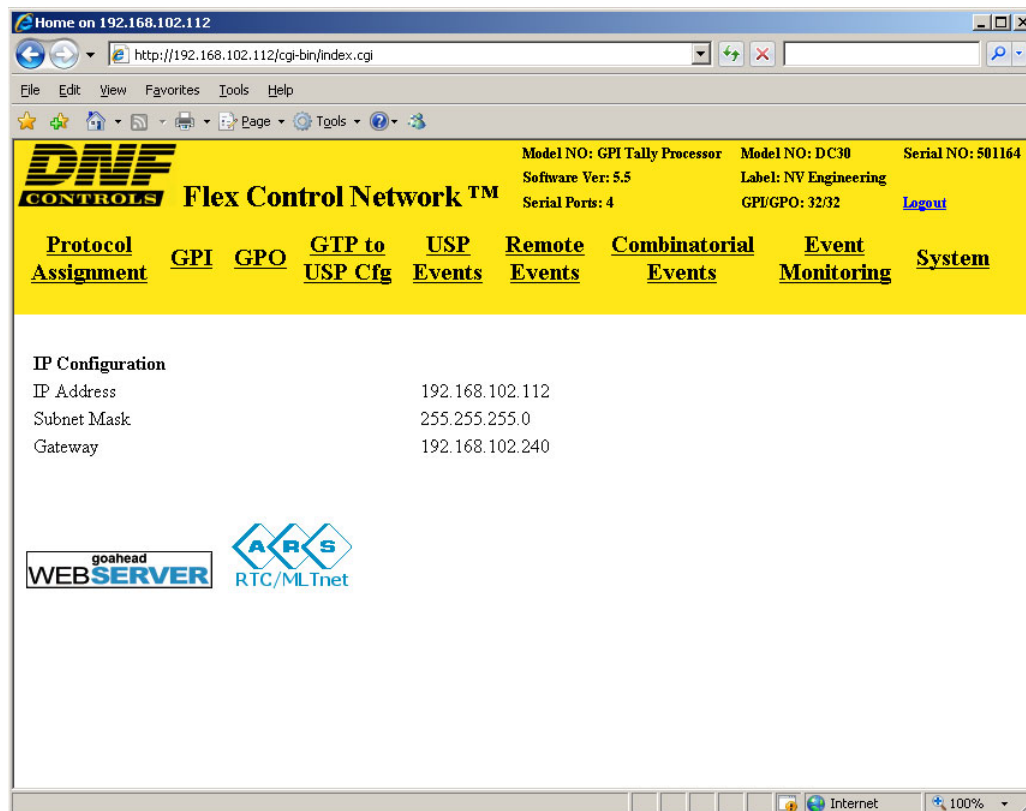 Home on 192.168.102.112
http://192.168.102.112/cgi-bin/index.cgi
File Edit View Favorites Tools Help
Page Tools
DNF CONTROLS
Flex Control Network ™
Model NO: GPI Tally Processor Model NO: DC30 Serial NO: 501164
Software Ver: 5.5 Label: NV Engineering
Serial Ports: 4 GPI/GPO: 32/32 Logout
Protocol Assignment GPI GPO GTP to USP Cfg USP Events Remote Events Combinatorial Events Event Monitoring System
IP Configuration
IP Address 192.168.102.112
Subnet Mask 255.255.255.0
Gateway 192.168.102.240
goahead
WEBSERVER
ARS
RTC/MLTnet
Internet 100%